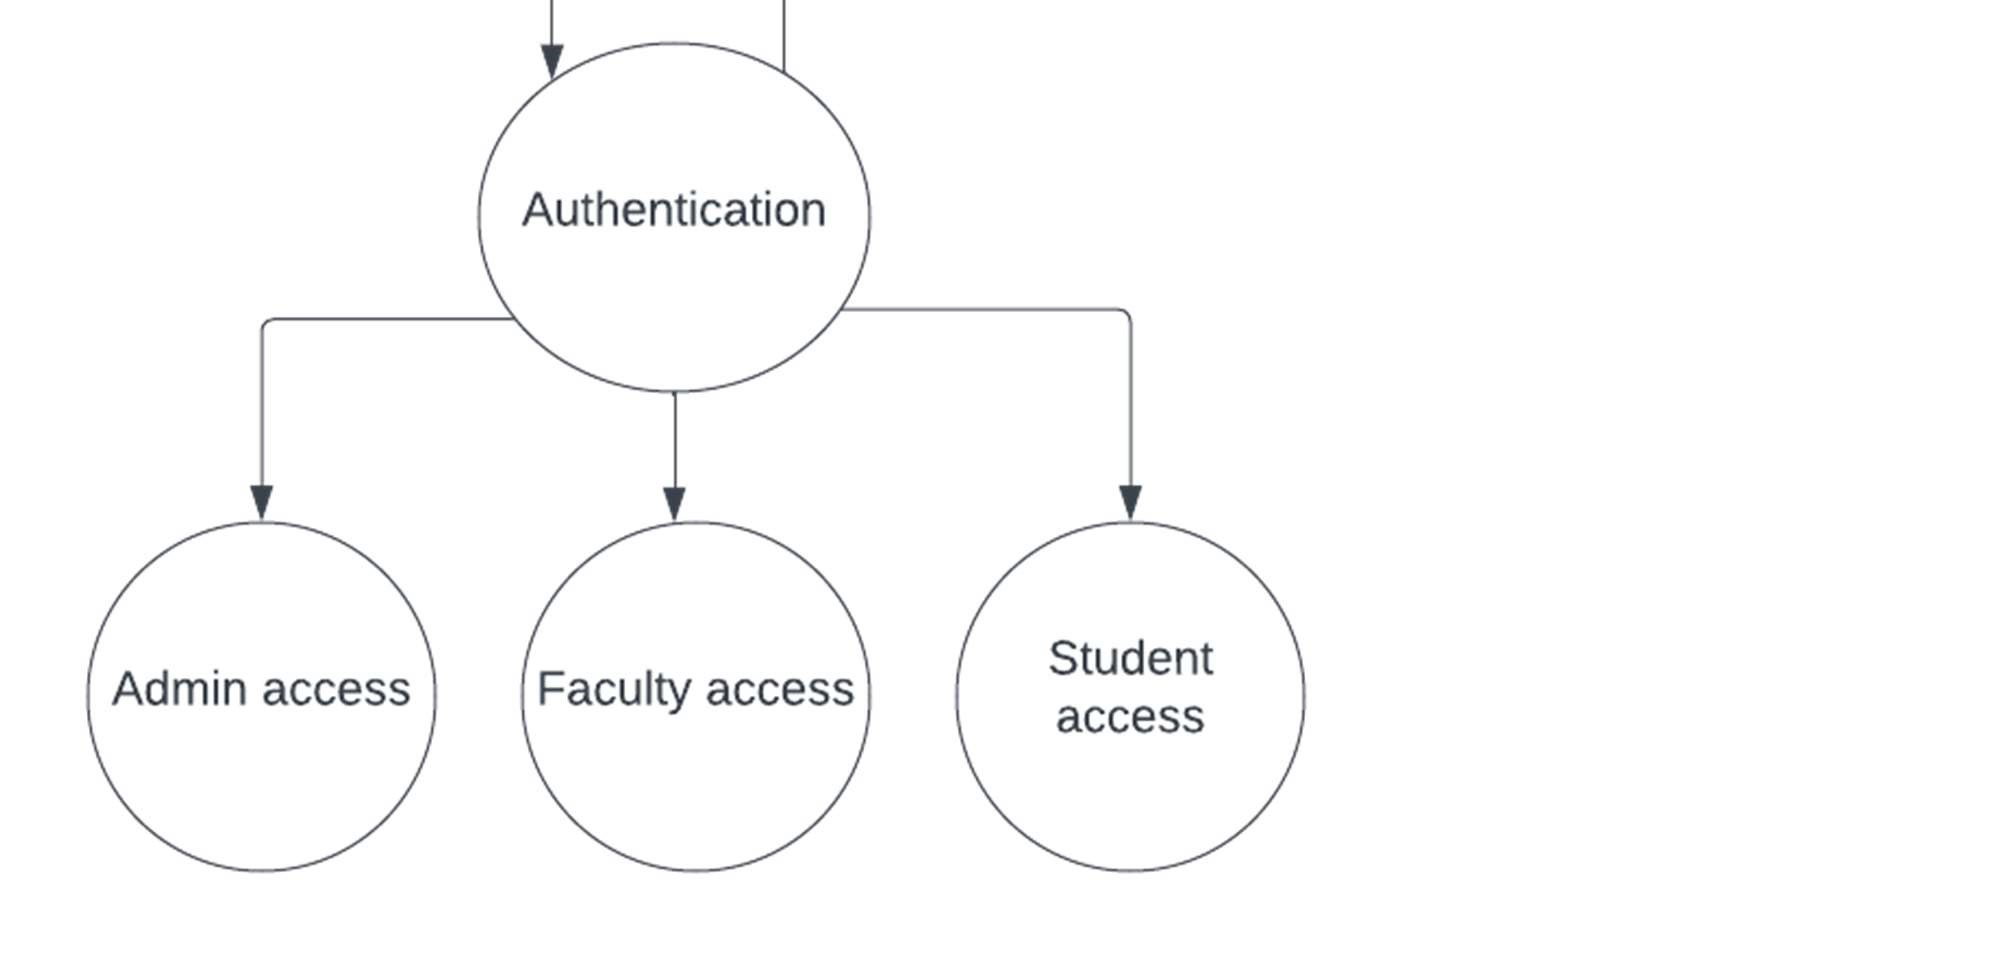 Authentication
Admin access
Faculty access
Student
access